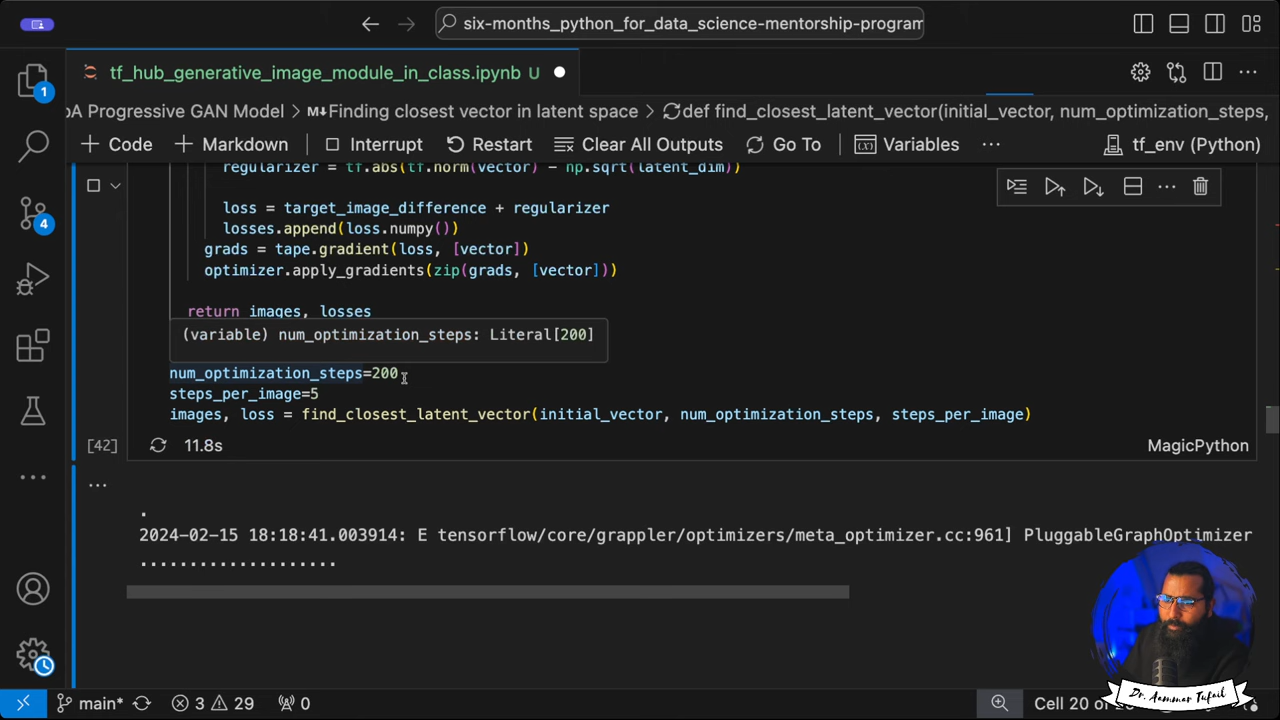 six-months_python_for_data_science-mentorship-program
tf_hub_generative_image_module_in_class.ipynb U
A Progressive GAN Model > Finding closest vector in latent space > def find_closest_latent_vector(initial_vector, num_optimization_steps,
+ Code + Markdown Interrupt Restart Clear All Outputs Go To Variables ... tf_env (Python)
1
regularizer = tf.abs(tf.norm(vector) - np.sqrt(latent_dim))
loss = target_image_difference + regularizer
4
losses.append(loss.numpy())
grads = tape.gradient(loss, [vector])
optimizer.apply_gradients(zip(grads, [vector]))
return images, losses
(variable) num_optimization_steps: Literal[200]
num_optimization_steps=200
steps_per_image=5
images, loss = find_closest_latent_vector(initial_vector, num_optimization_steps, steps_per_image)
[42] 11.8s MagicPython
...
.
2024-02-15 18:18:41.003914: E tensorflow/core/grappler/optimizers/meta_optimizer.cc:961] PluggableGraphOptimizer
....................
Dr. Aammar Tufail
main* 3 29 0 Cell 20 of